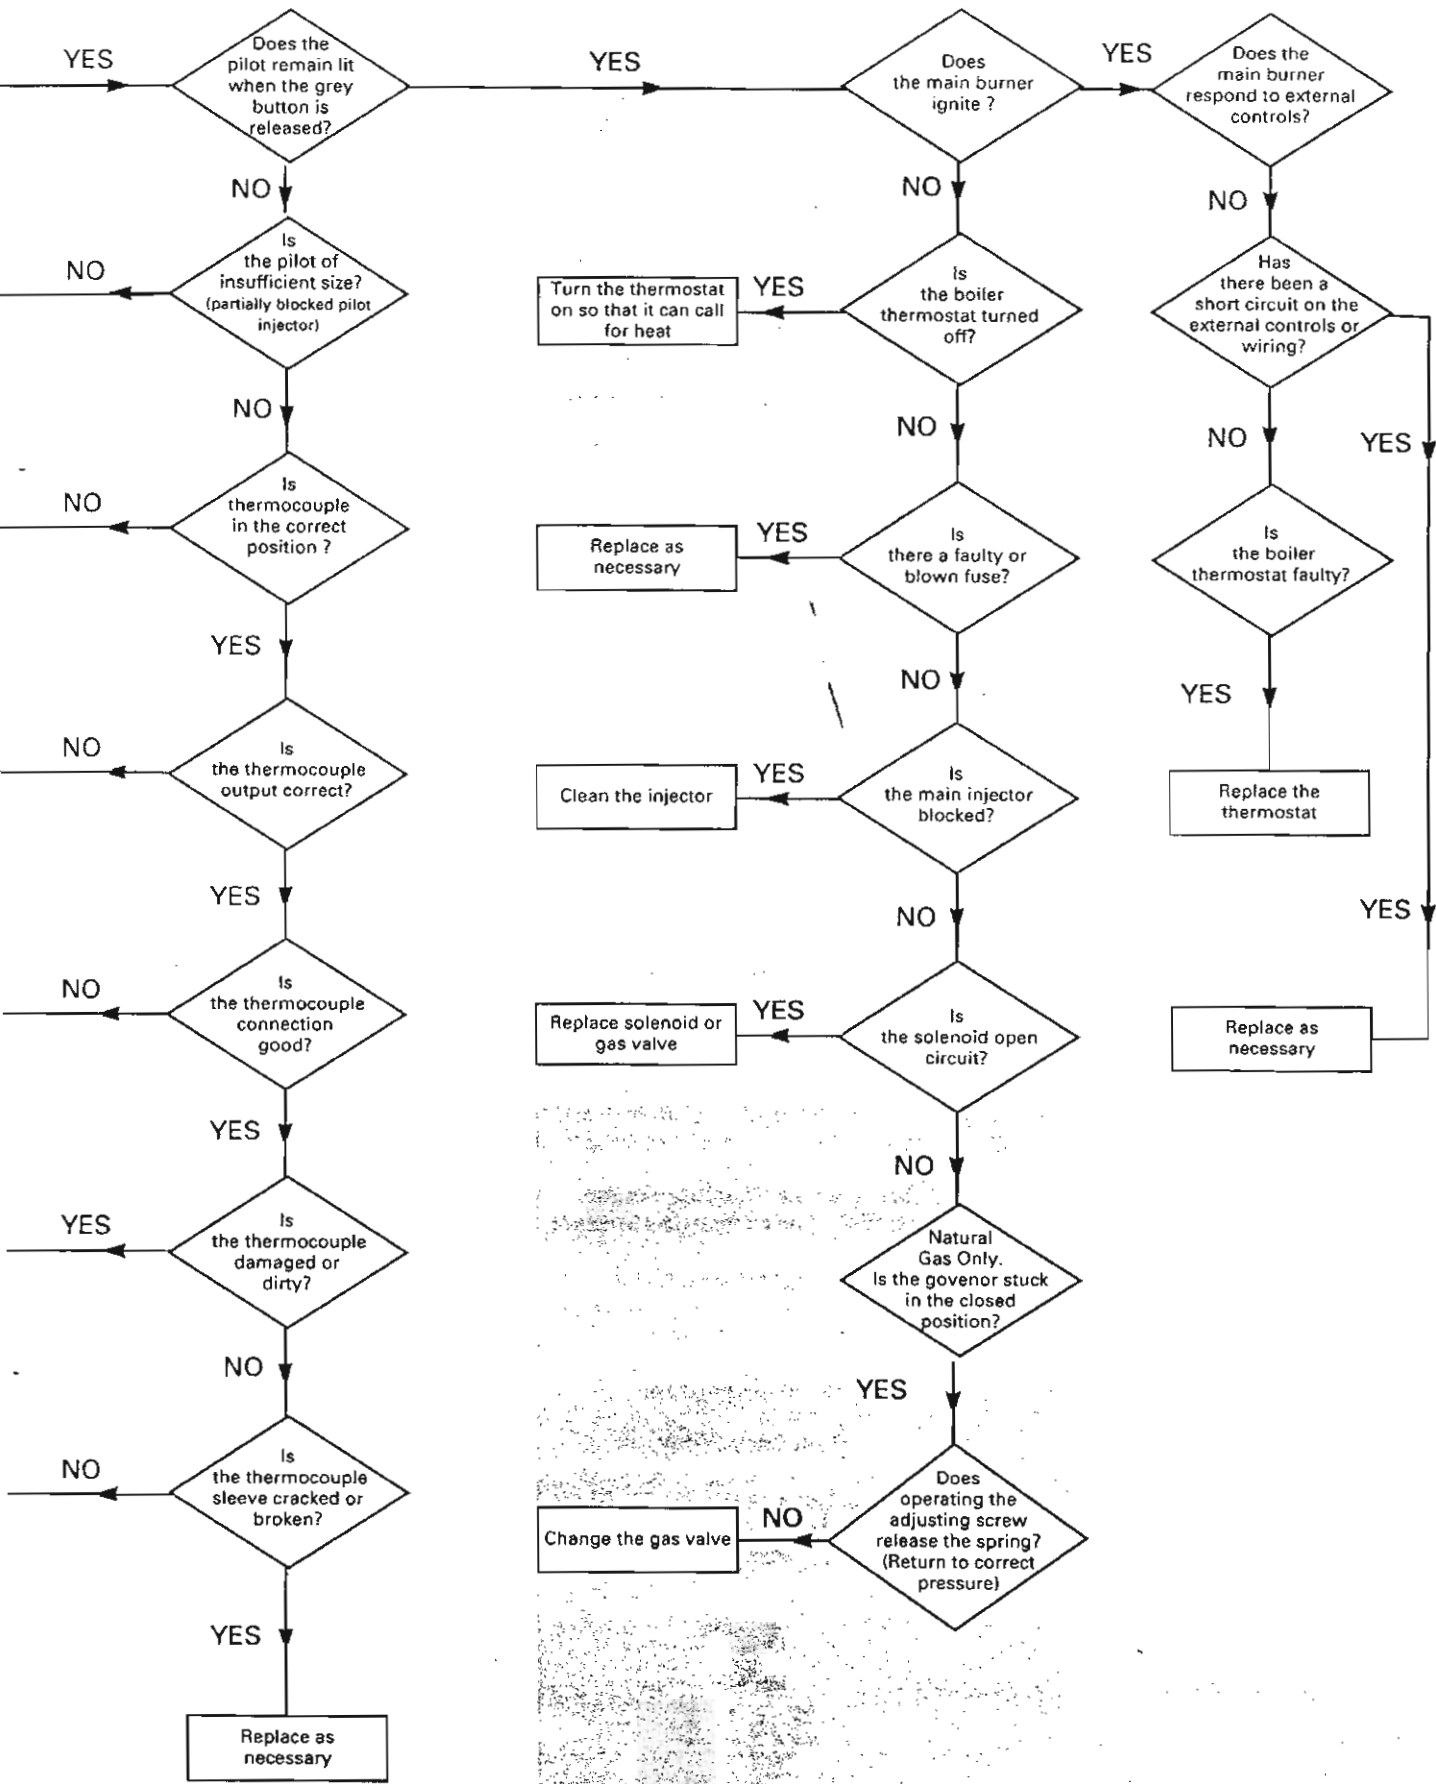 YES
Does the
pilot remain lit
when the grey
button is
released?
YES
Does
the main burner
ignite ?
YES
Does the
main burner
respond to external
controls?
NO
Is
the pilot of
insufficient size?
(partially blocked pilot
injector)
NO
NO
Is
thermocouple
in the correct
position ?
NO
YES
Is
the thermocouple
output correct?
NO
YES
Is
the thermocouple
connection
good?
NO
YES
Is
the thermocouple
damaged or
dirty?
YES
NO
Is
the thermocouple
sleeve cracked or
broken?
NO
YES
Replace as
necessary
NO
Is
the boiler
thermostat turned
off?
YES
Turn the thermostat
on so that it can call
for heat
NO
Is
there a faulty or
blown fuse?
YES
Replace as
necessary
NO
Is
the main injector
blocked?
YES
Clean the injector
NO
Is
the solenoid open
circuit?
YES
Replace solenoid or
gas valve
NO
Natural
Gas Only.
Is the govenor stuck
in the closed
position?
YES
Does
operating the
adjusting screw
release the spring?
(Return to correct
pressure)
NO
Change the gas valve
NO
Has
there been a
short circuit on the
external controls or
wiring?
NO
YES
Is
the boiler
thermostat faulty?
YES
Replace the
thermostat
YES
Replace as
necessary